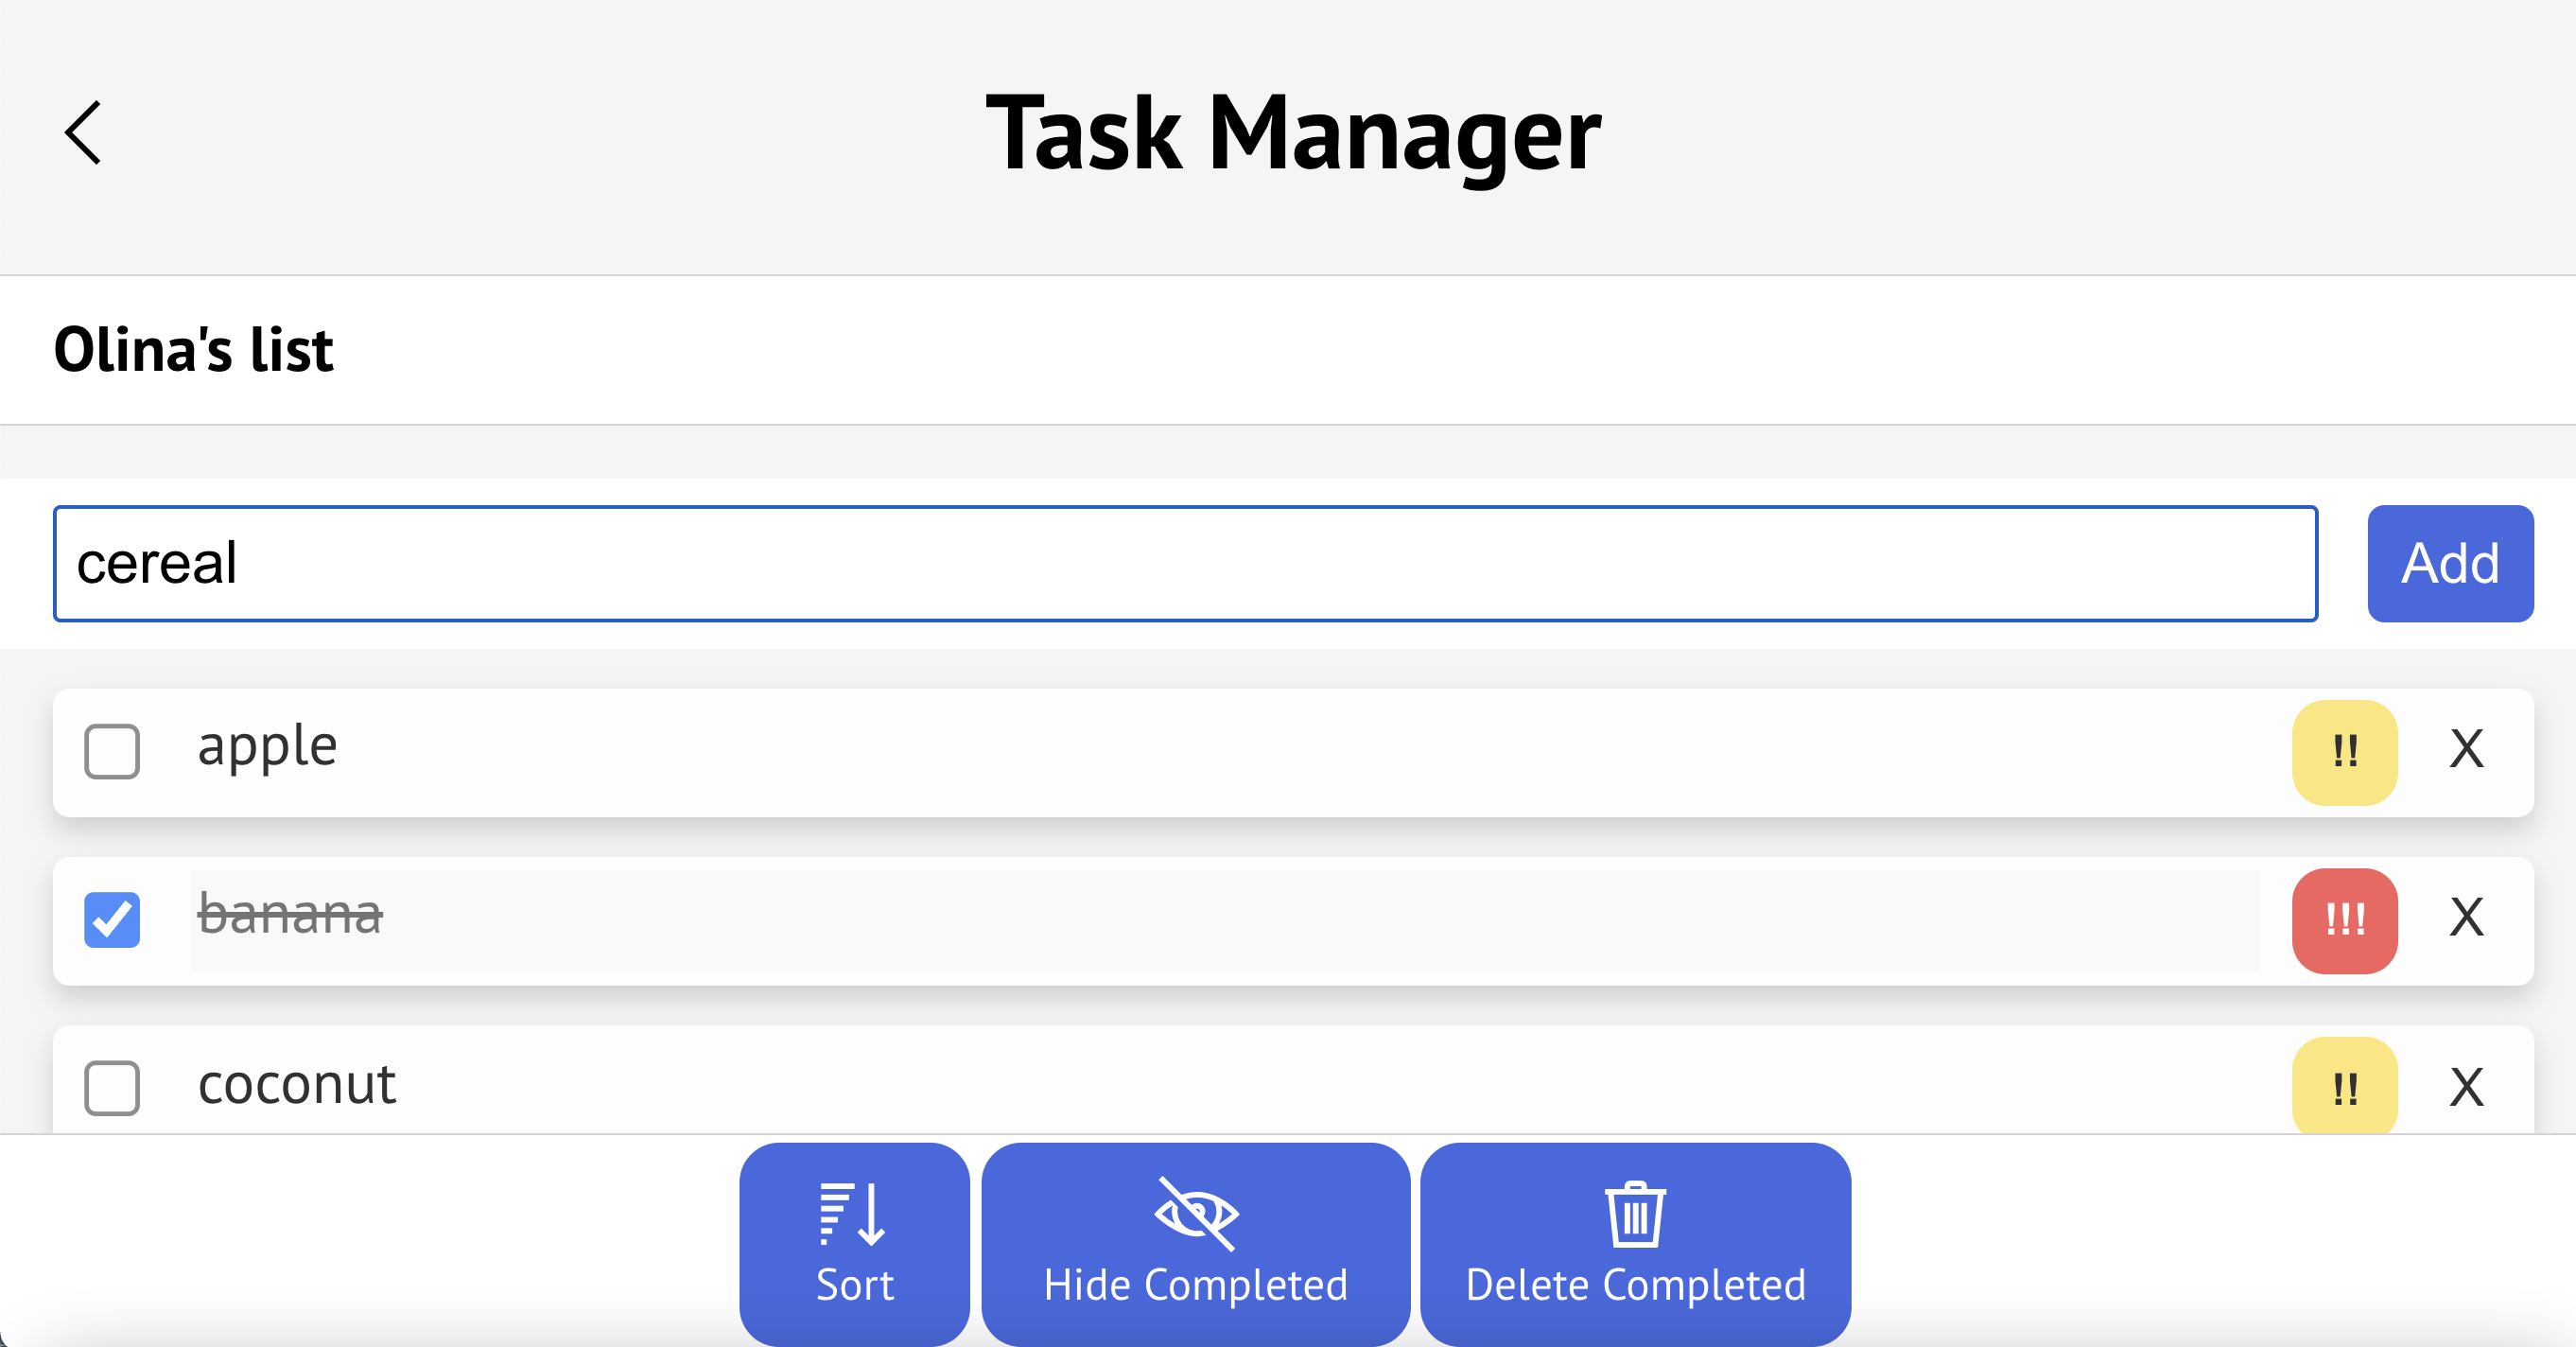 Task Manager
Olina's list
cereal
Add
apple !! X
banana !!! X
coconut !! X
Sort
Hide Completed
Delete Completed